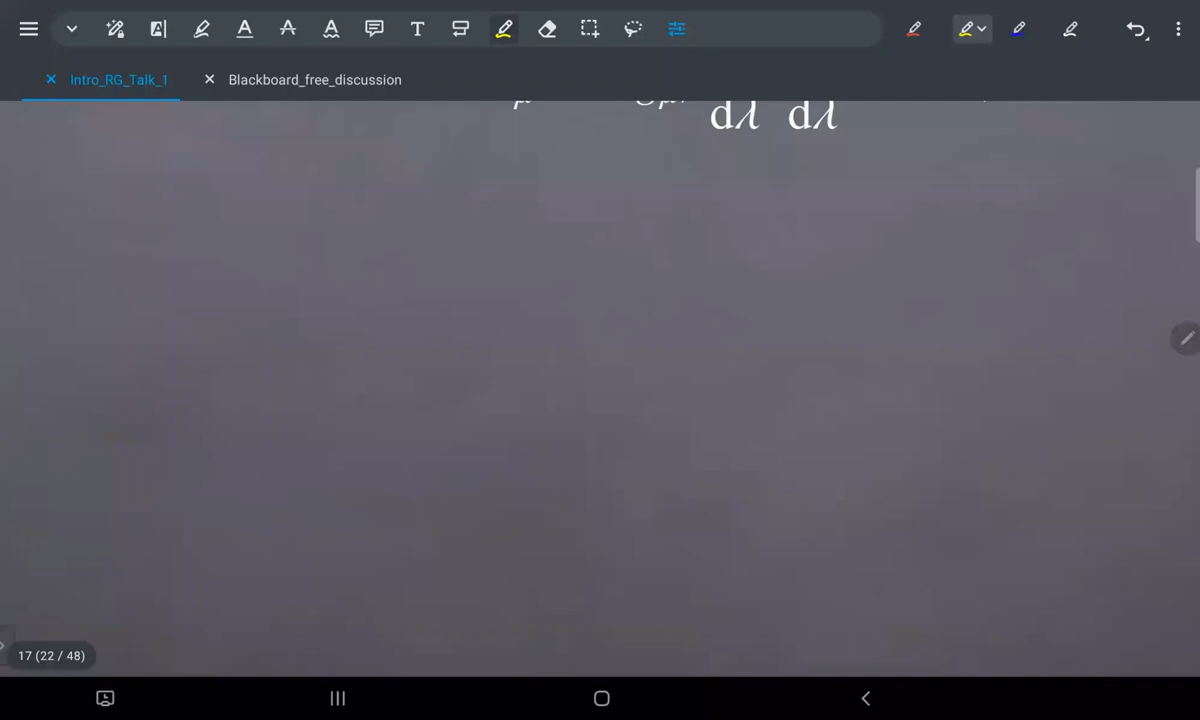 T
Intro_RG_Talk_1
Blackboard_free_discussion
dλ dλ
17 (22 / 48)